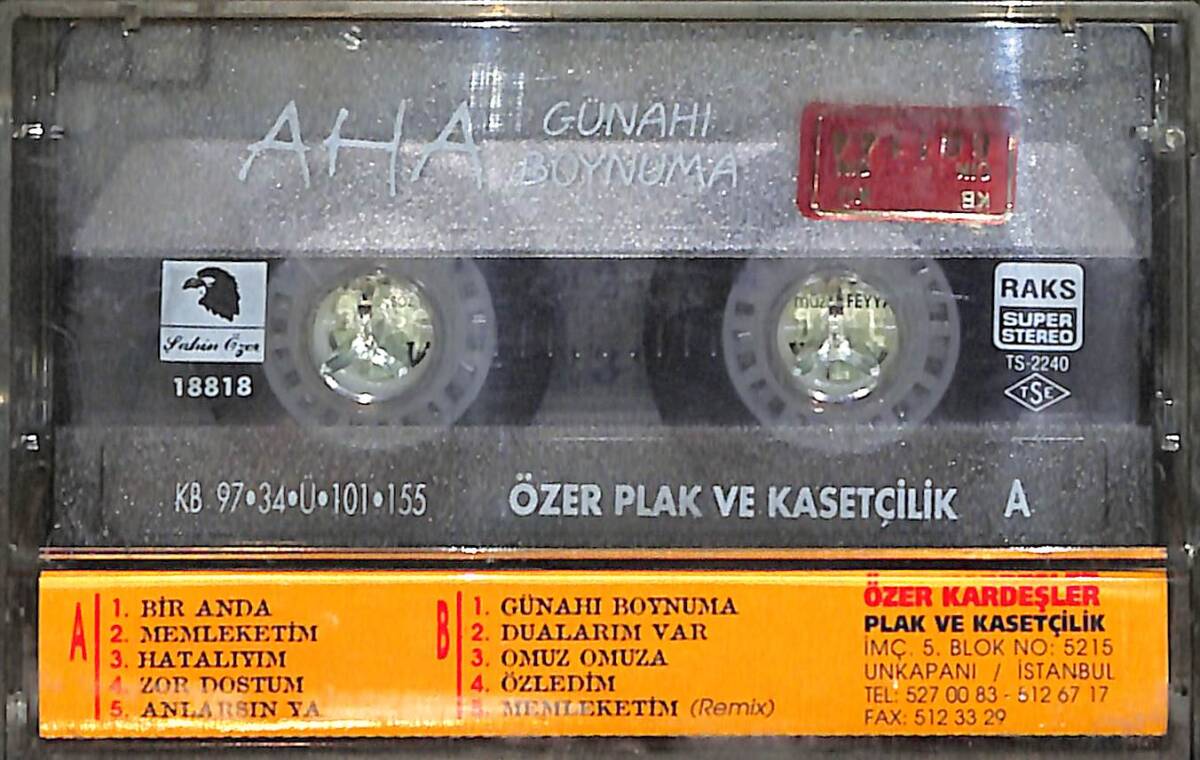 AHA GÜNAHI
BOYNUMA
KB
Şahin Özer
18818
müz FEYY
RAKS
SUPER
STEREO
TS-2240
TSE
KB 97•34•Ü•101•155
ÖZER PLAK VE KASETÇİLİK A
A
1. BİR ANDA
2. MEMLEKETİM
3. HATALIYIM
4. ZOR DOSTUM
5. ANLARSIN YA
B
1. GÜNAHI BOYNUMA
2. DUALARIM VAR
3. OMUZ OMUZA
4. ÖZLEDİM
5. MEMLEKETİM (Remix)
ÖZER KARDEŞLER
PLAK VE KASETÇİLİK
İMÇ. 5. BLOK NO: 5215
UNKAPANI / İSTANBUL
TEL: 527 00 83 - 512 67 17
FAX: 512 33 29